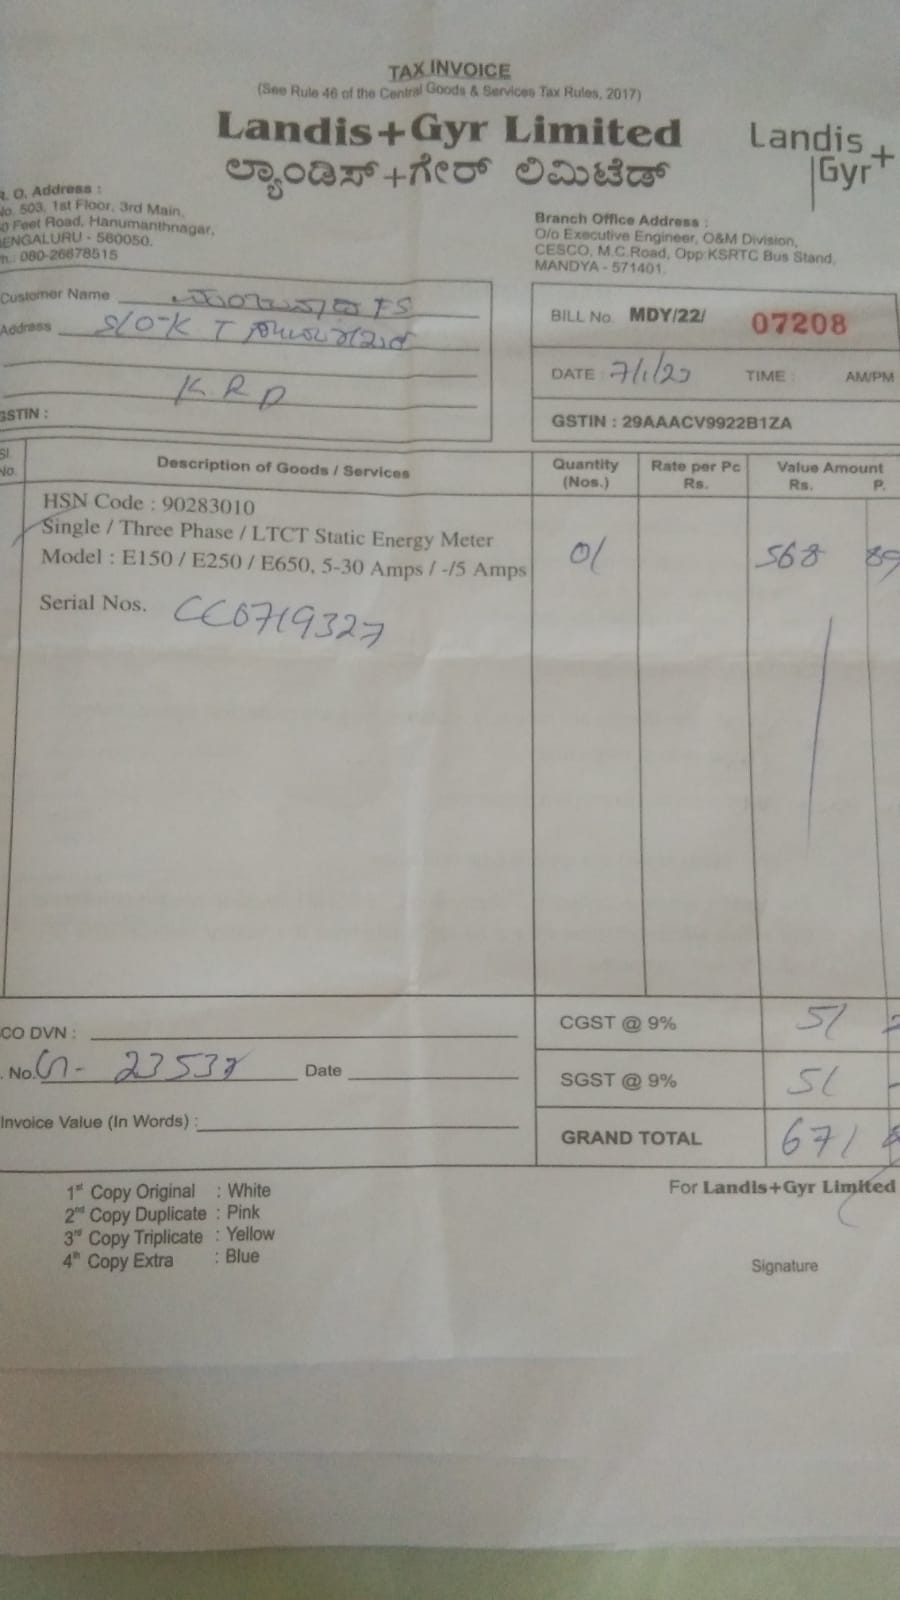 TAX INVOICE
(See Rule 46 of the Central Goods & Services Tax Rules, 2017)
Landis+Gyr Limited
ಲ್ಯಾಂಡಿಸ್+ಗೇರ್ ಲಿಮಿಟೆಡ್
Landis
Gyr+
R. O. Address :
No. 503, 1st Floor, 3rd Main,
Feet Road, Hanumanthnagar,
BENGALURU - 560050.
Ph.: 080-26678515
Branch Office Address :
O/o Executive Engineer, O&M Division,
CESCO, M.C.Road, Opp:KSRTC Bus Stand,
MANDYA - 571401.
Customer Name
Address S/O-K T
K.R.P
GSTIN :
BILL No. MDY/22/ 07208
DATE : TIME : AM/PM
GSTIN : 29AAACV9922B1ZA
Sl. No. Description of Goods / Services Quantity (Nos.) Rate per Pc Rs. Value Amount Rs. P.
HSN Code : 90283010
Single / Three Phase / LTCT Static Energy Meter
Model : E150 / E250 / E650, 5-30 Amps / -/5 Amps 01 568 89
Serial Nos. CC0719327
CO DVN :
CGST @ 9% 51
No. 23538 Date
SGST @ 9% 51
Invoice Value (In Words) :
GRAND TOTAL 671
1st Copy Original : White
2nd Copy Duplicate : Pink
3rd Copy Triplicate : Yellow
4th Copy Extra : Blue
For Landis+Gyr Limited
Signature